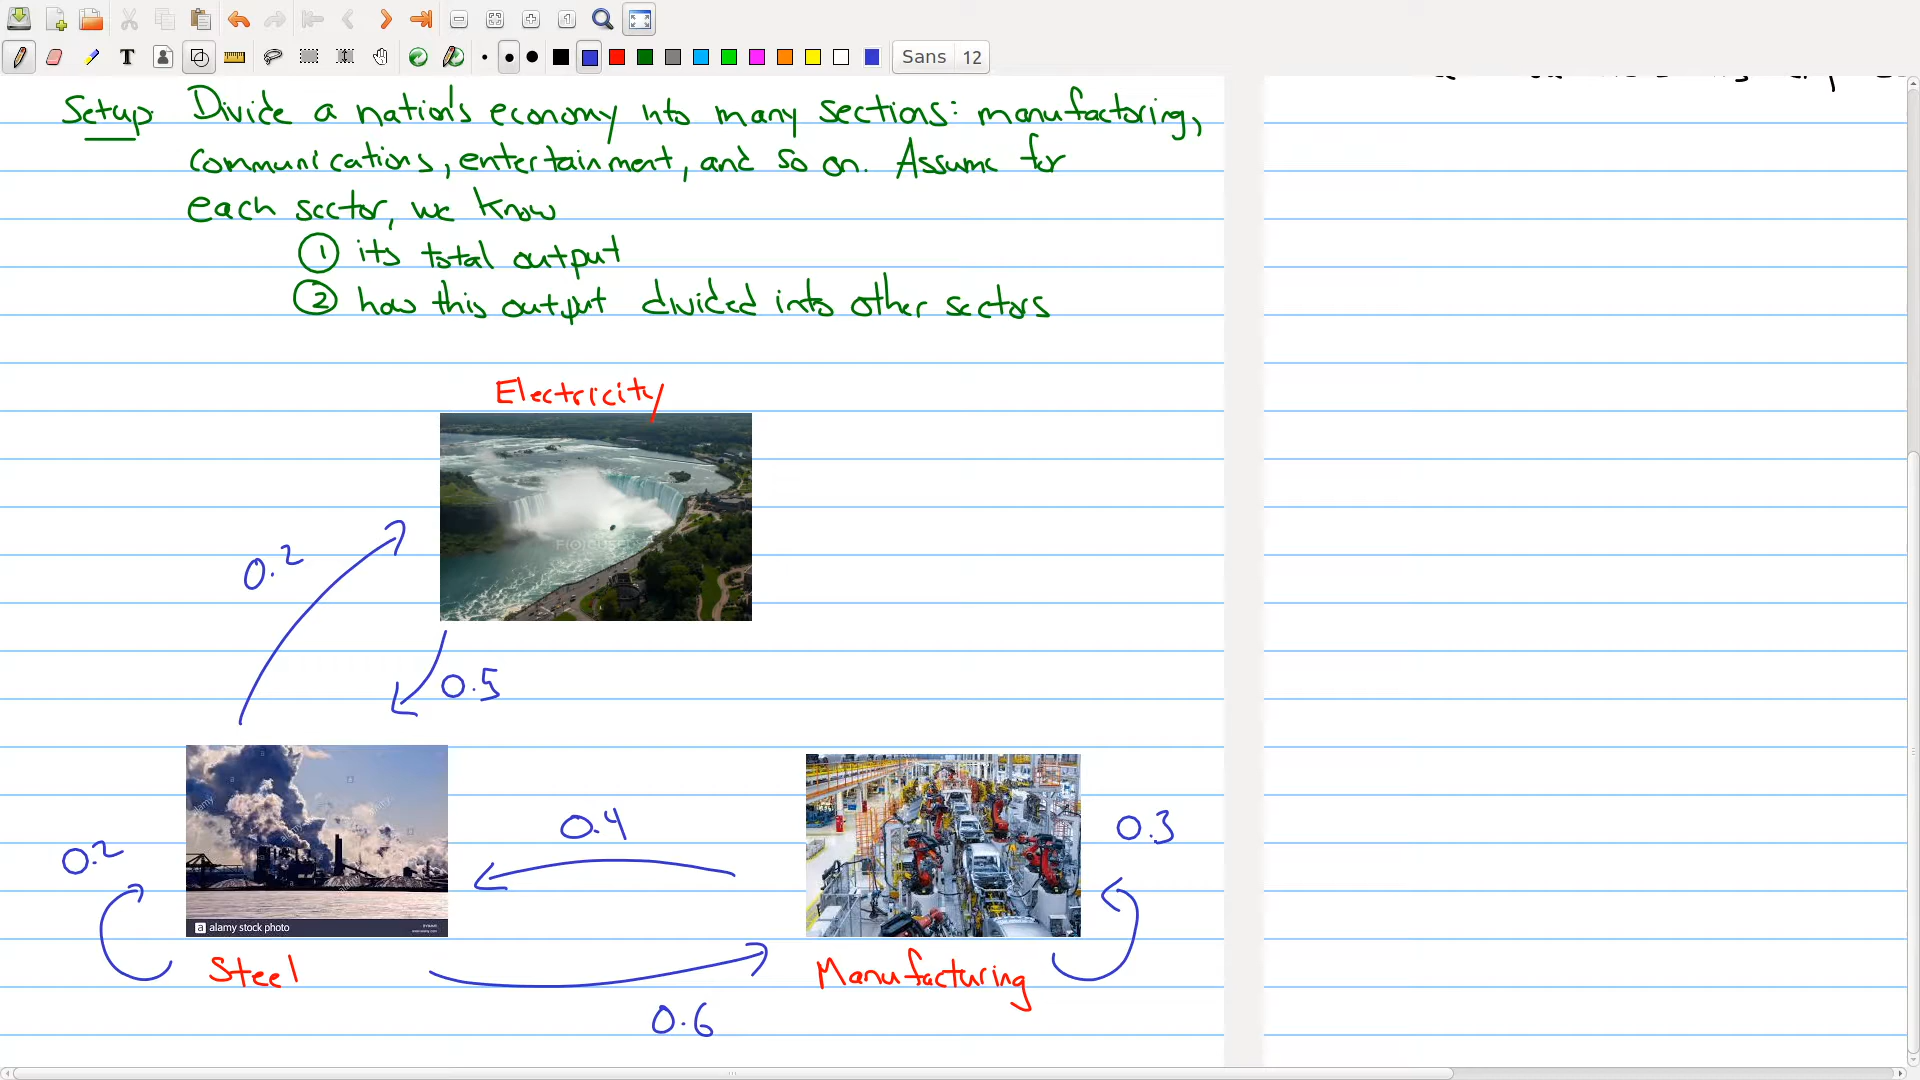 Sans 12
Setup: Divide a nation's economy into many sections: manufactoring,
communications, entertainment, and so on. Assume for
each sector, we know
① its total output
② how this output divided into other sectors
Electricity
0.2
0.5
0.4
0.3
0.2
a alamy stock photo
Steel
Manufacturing
0.6